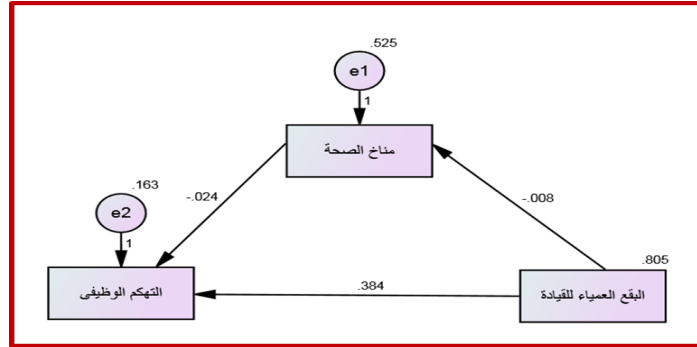 .525
e1
1
مناخ الصحة
.163
-.024
-.008
e2
.805
1
التهكم الوظيفى
.384
البقع العمياء للقيادة